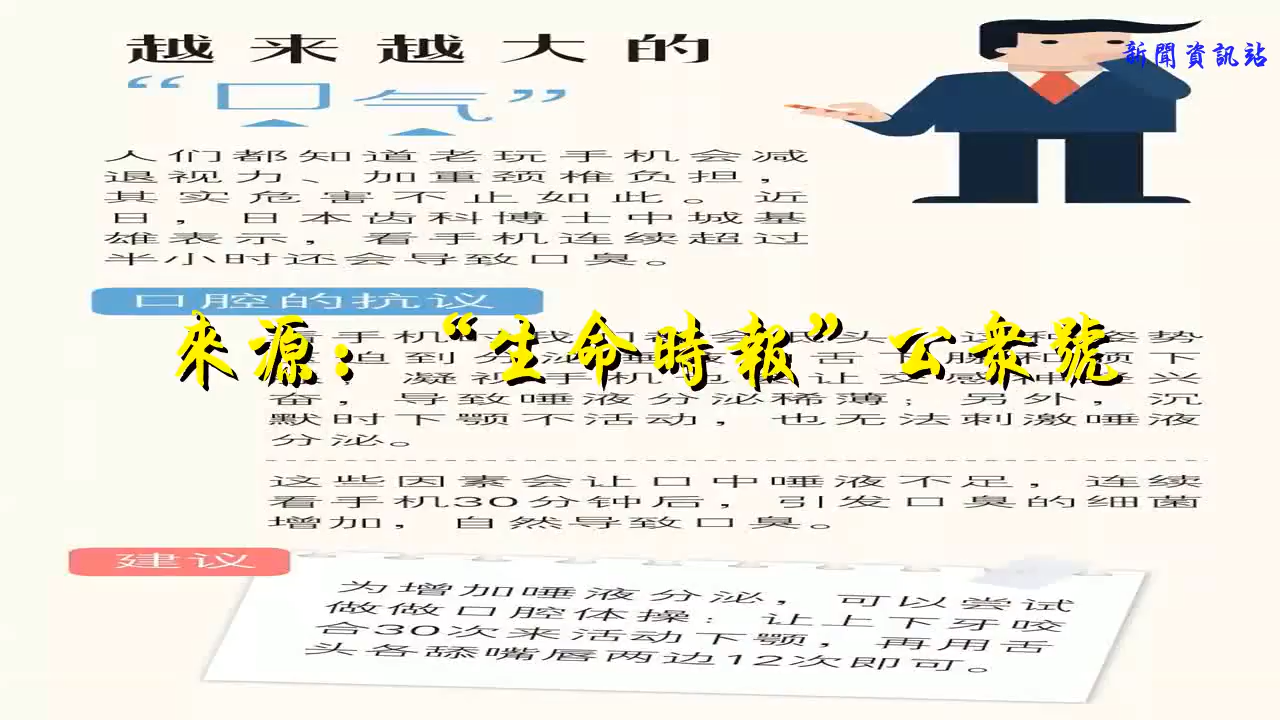 越来越大的
“口气”
新聞資訊站
人们都知道老玩手机会减
退视力、加重颈椎负担，
其实危害不止如此。近
日，日本齿科博士中城基
雄表示，看手机连续超过
半小时还会导致口臭。
口腔的抗议
來源：“生命時報”公衆號
奋，导致唾液分泌稀薄；另外，沉
默时下颚不活动，也无法刺激唾液
分泌。
这些因素会让口中唾液不足，连续
看手机30分钟后，引发口臭的细菌
增加，自然导致口臭。
建议
为增加唾液分泌，可以尝试
做做口腔体操：让上下牙咬
合30次来活动下颚，再用舌
头各舔嘴唇两边12次即可。